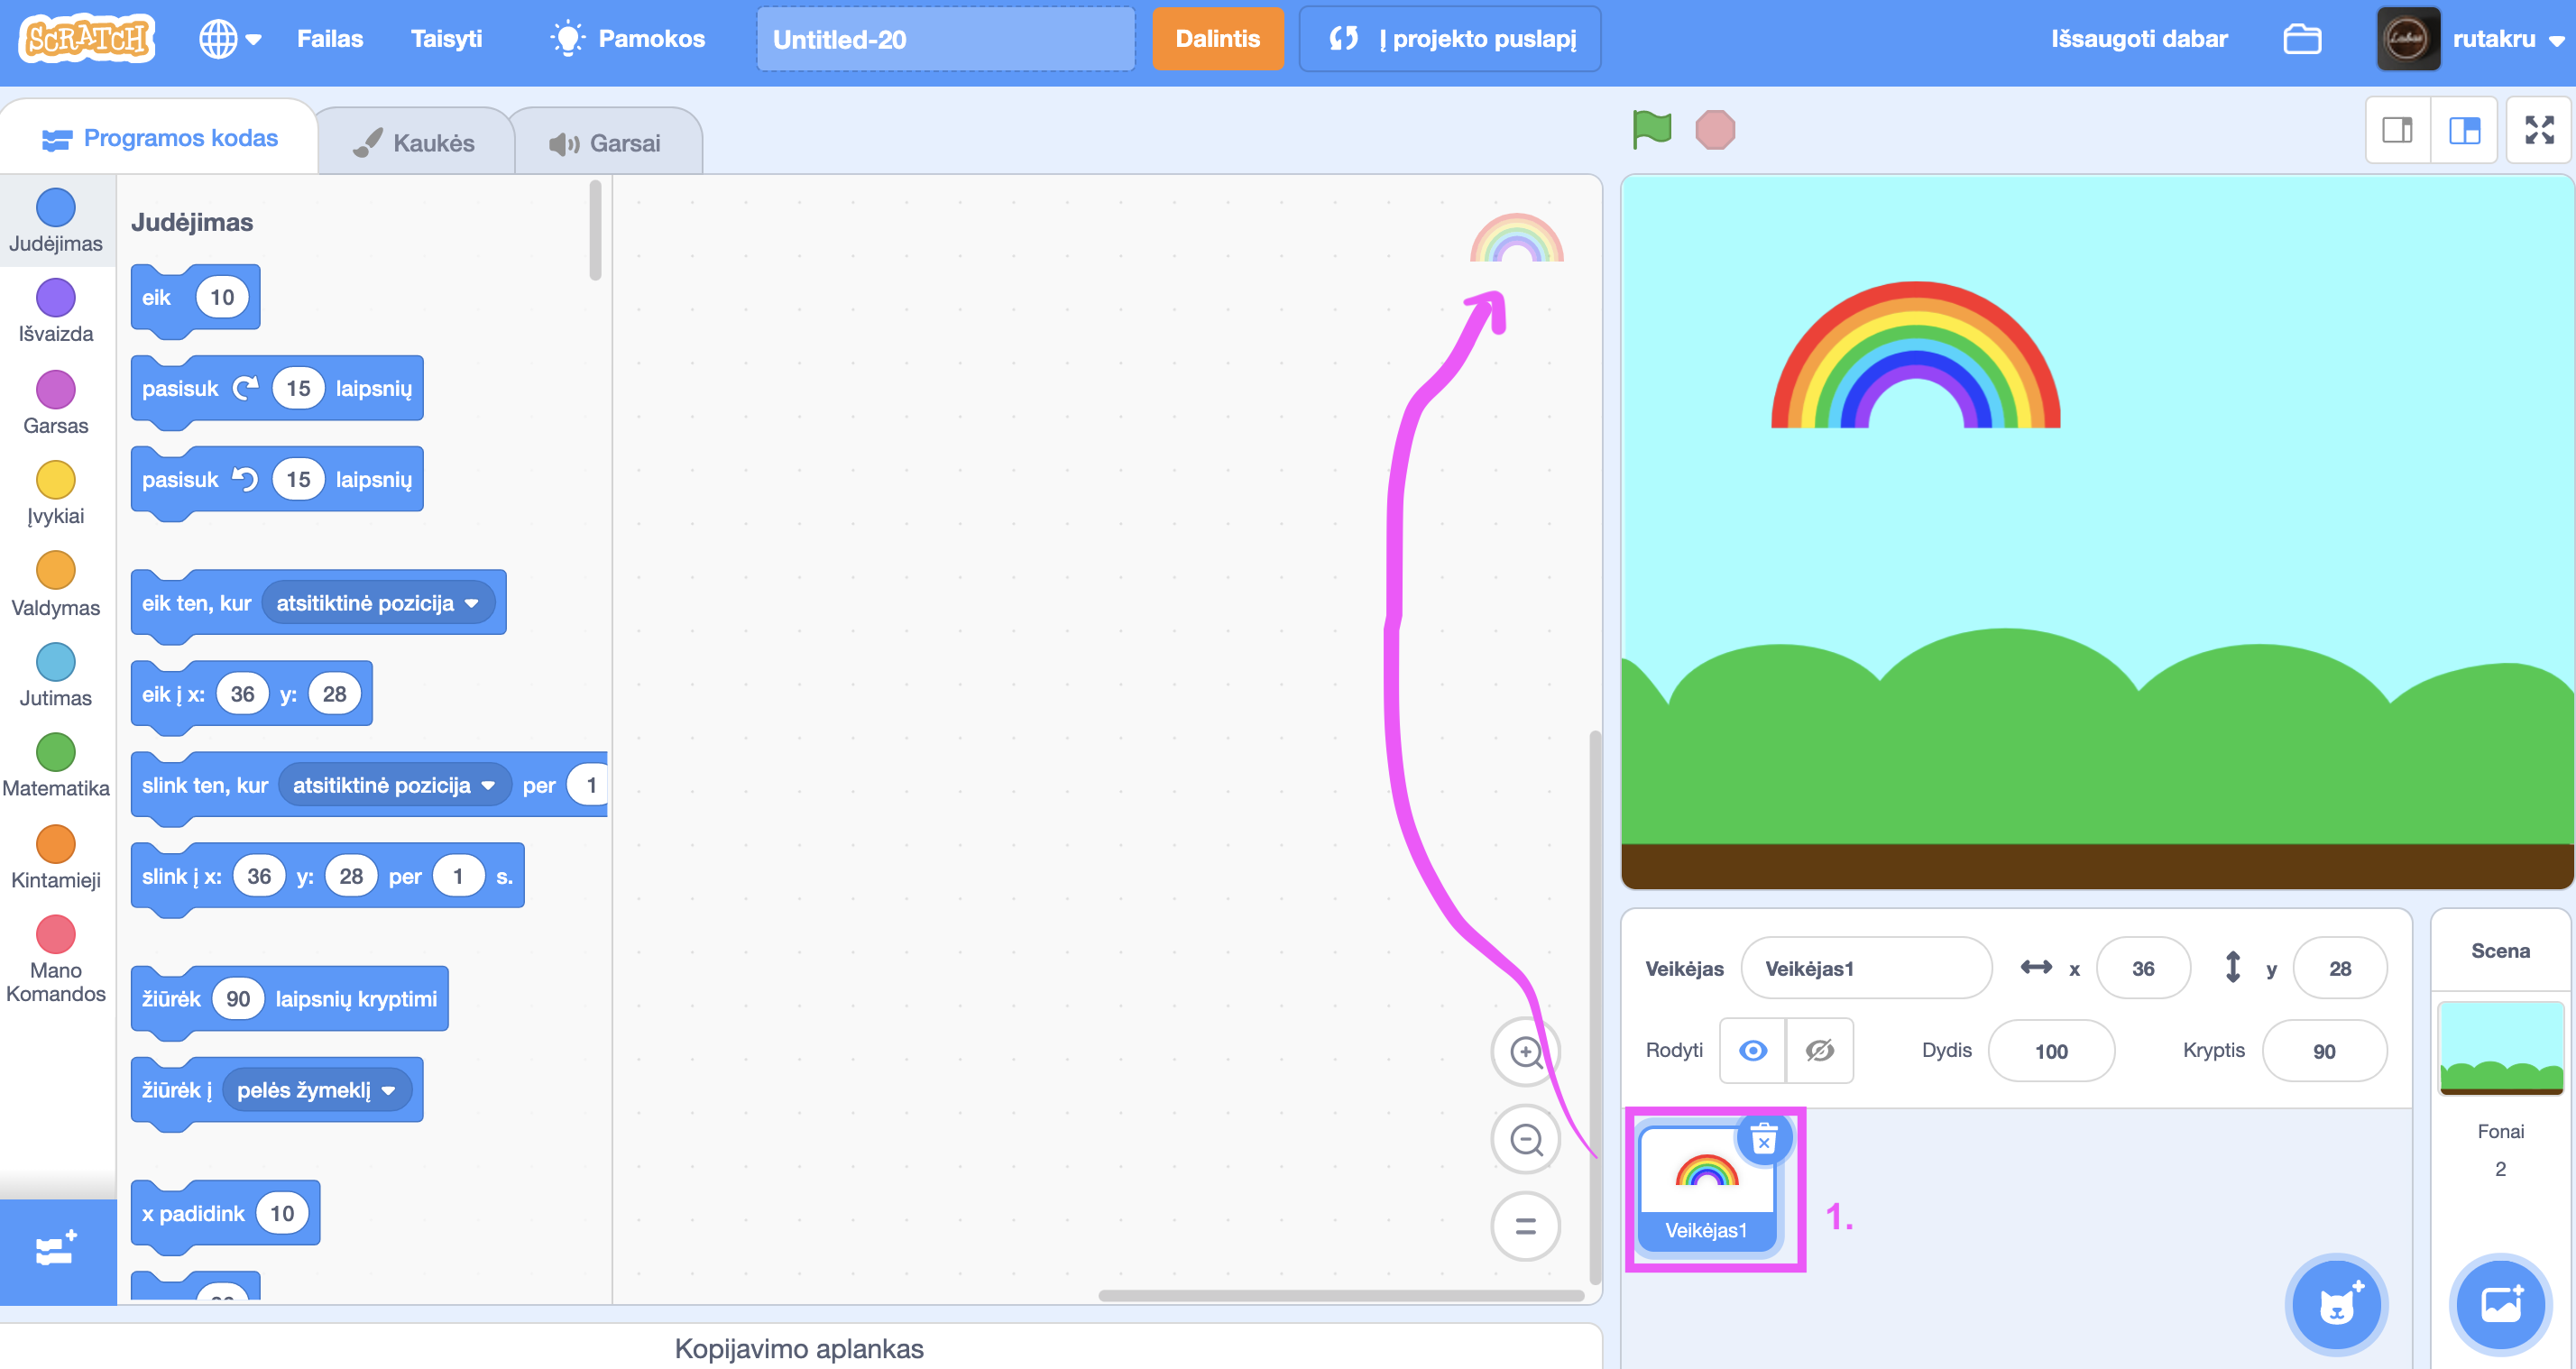 SCRATCH
Failas
Taisyti
Pamokos
Untitled-20
Dalintis
Į projekto puslapį
Išsaugoti dabar
rutakru
Programos kodas
Kaukės
Garsai
Judėjimas
Išvaizda
Garsas
Įvykiai
Valdymas
Jutimas
Matematika
Kintamieji
Mano
Komandos
Judėjimas
eik 10
pasisuk 15 laipsnių
pasisuk 15 laipsnių
eik ten, kur atsitiktinė pozicija
eik į x: 36 y: 28
slink ten, kur atsitiktinė pozicija per 1
slink į x: 36 y: 28 per 1 s.
žiūrėk 90 laipsnių kryptimi
žiūrėk į pelės žymeklį
x padidink 10
Kopijavimo aplankas
Veikėjas Veikėjas1 x 36 y 28
Rodyti Dydis 100 Kryptis 90
Veikėjas1
1.
Scena
Fonai
2